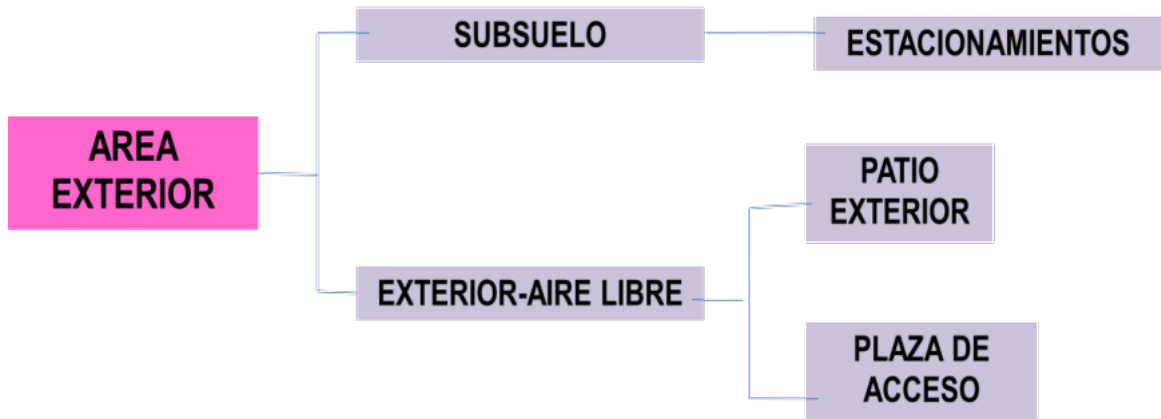 SUBSUELO
ESTACIONAMIENTOS
AREA
EXTERIOR
PATIO
EXTERIOR
EXTERIOR-AIRE LIBRE
PLAZA DE
ACCESO